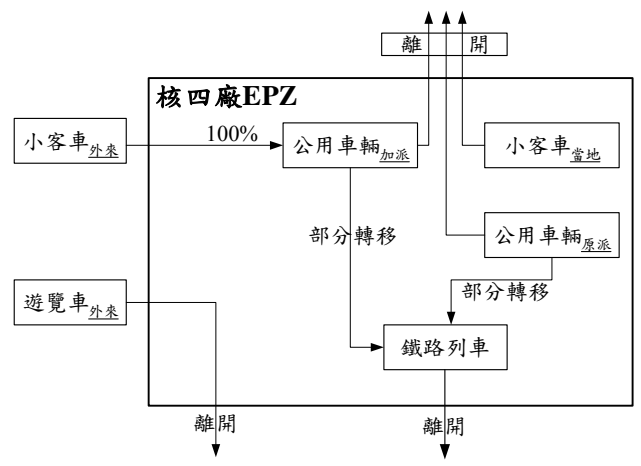 離 開
核四廠EPZ
小客車外來
100%
公用車輛加派
小客車當地
部分轉移
公用車輛原派
遊覽車外來
部分轉移
鐵路列車
離開
離開